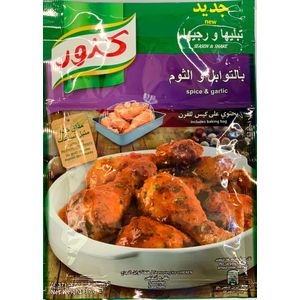 جديد
new
تبليها و رجيها
SEASON & SHAKE
كنور
بالتوابل و الثوم
spice & garlic
يحتوي على كيس للفرن
includes baking bag